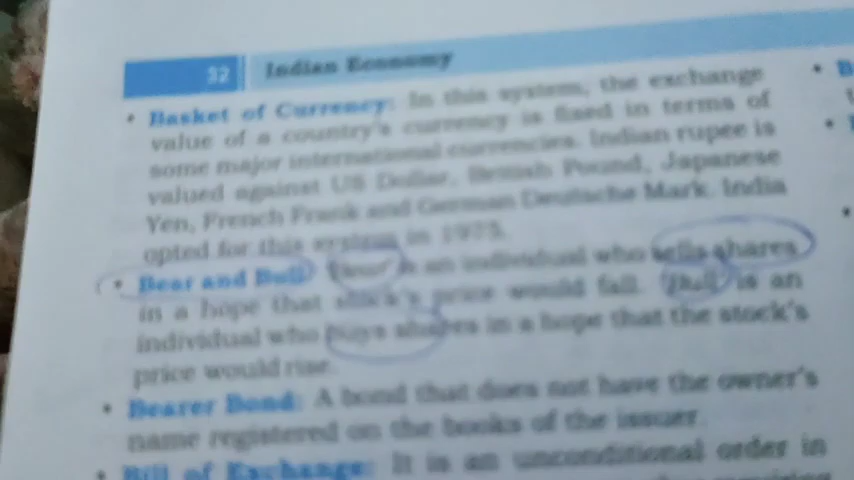 32 Indian Economy
• Basket of Currency: In this system, the exchange
value of a country's currency is fixed in terms of
some major international currencies. Indian rupee is
valued against US Dollar, British Pound, Japanese
Yen, French Frank and German Deutsche Mark. India
opted for this system in 1975.
• Bear and Bull: 'Bear' is an individual who sells shares
in a hope that stock's price would fall. 'Bull' is an
individual who buys shares in a hope that the stock's
price would rise.
• Bearer Bond: A bond that does not have the owner's
name registered on the books of the issuer.
• Bill of Exchange: It is an unconditional order in